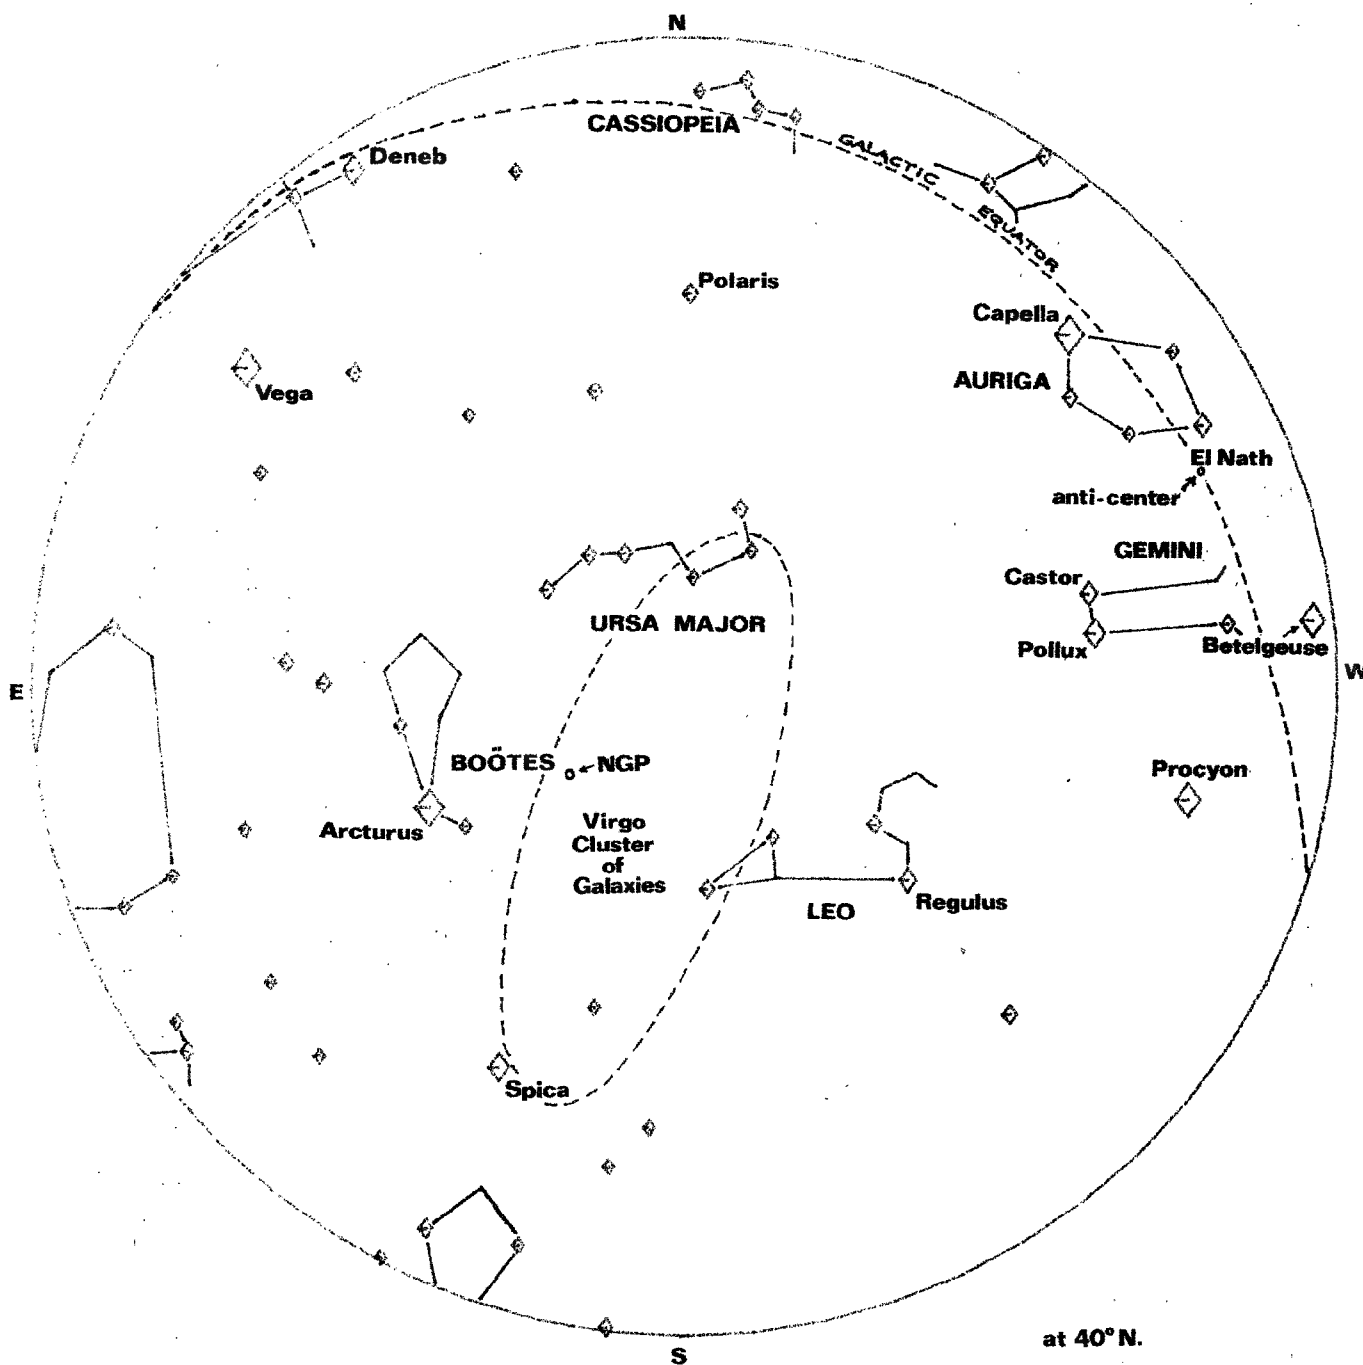 N
CASSIOPEIA
GALACTIC
EQUATOR
Deneb
Polaris
Capella
AURIGA
Vega
El Nath
anti-center
GEMINI
Castor
Pollux
Betelgeuse
URSA MAJOR
E
W
BOÖTES
NGP
Procyon
Arcturus
Virgo
Cluster
of
Galaxies
LEO
Regulus
Spica
at 40°N.
S